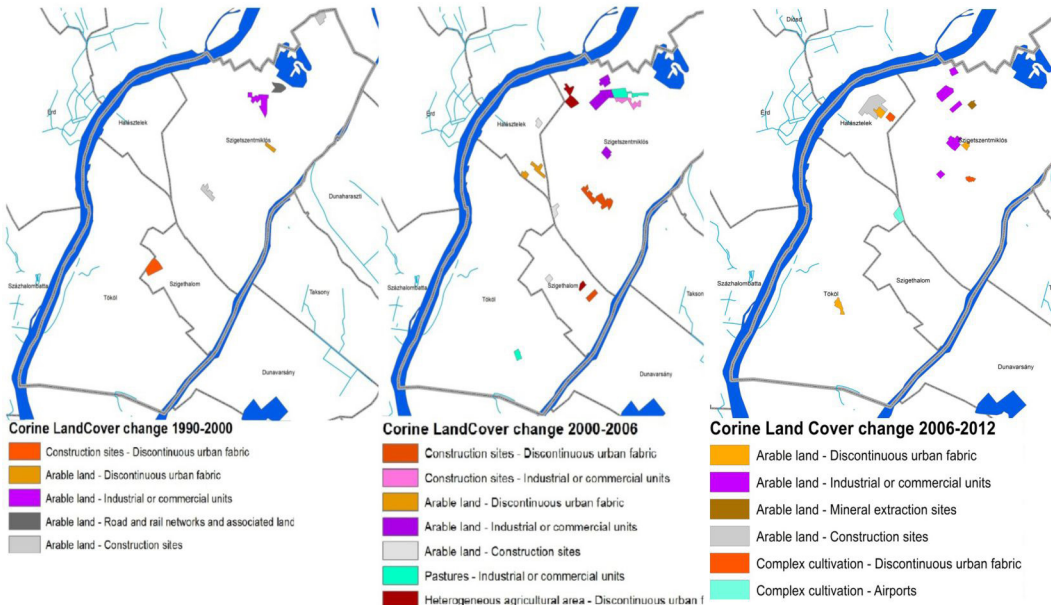 Érd
Halásztelek
Szigetszentmiklós
Dunaharaszti
Százhalombatta
Tököl
Szigethalom
Taksony
Dunavarsány
Corine LandCover change 1990-2000
Construction sites - Discontinuous urban fabric
Arable land - Discontinuous urban fabric
Arable land - Industrial or commercial units
Arable land - Road and rail networks and associated land
Arable land - Construction sites
Érd
Halásztelek
Szigetszentmiklós
Százhalombatta
Tököl
Szigethalom
Taksony
Dunavarsány
Corine LandCover change 2000-2006
Construction sites - Discontinuous urban fabric
Construction sites - Industrial or commercial units
Arable land - Discontinuous urban fabric
Arable land - Industrial or commercial units
Arable land - Construction sites
Pastures - Industrial or commercial units
Heterogeneous agricultural area - Discontinuous urban f
Diósd
Érd
Halásztelek
Szigetszentmiklós
Százhalombatta
Tököl
Szigethalom
Taks
Dunavarsány
Corine Land Cover change 2006-2012
Arable land - Discontinuous urban fabric
Arable land - Industrial or commercial units
Arable land - Mineral extraction sites
Arable land - Construction sites
Complex cultivation - Discontinuous urban fabric
Complex cultivation - Airports